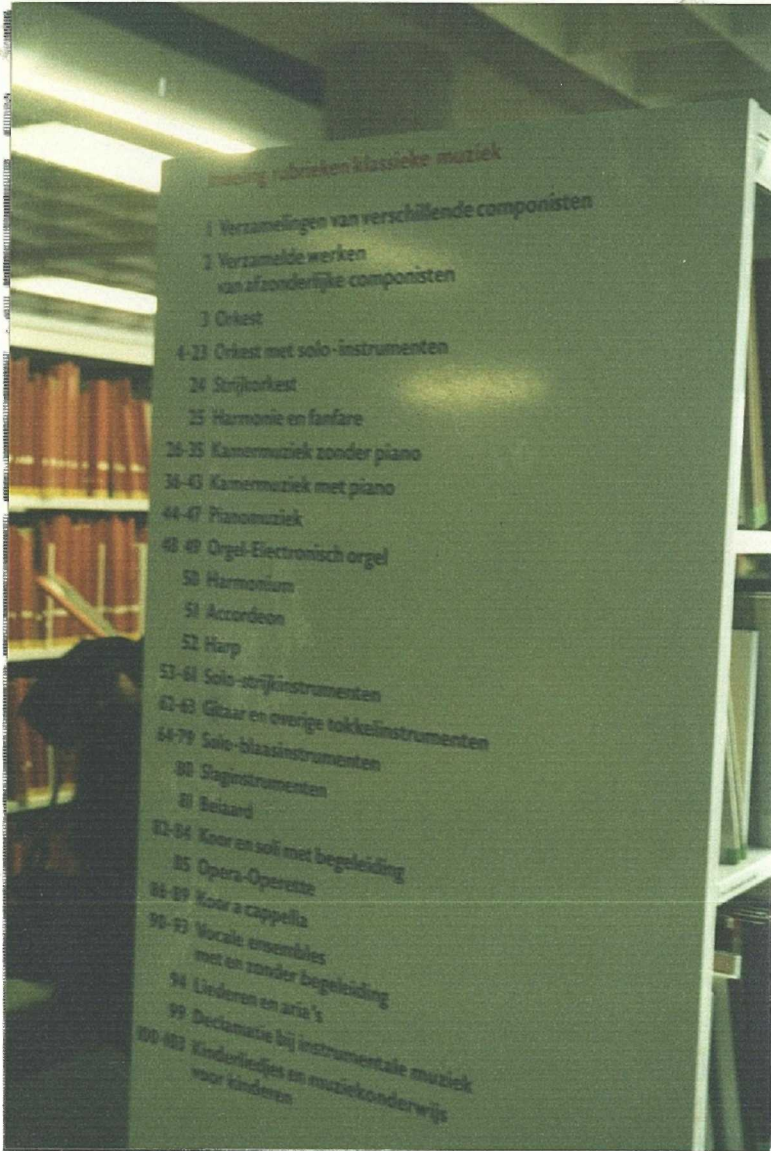 indeling rubrieken klassieke muziek
1 Verzamelingen van verschillende componisten
2 Verzamelde werken
van afzonderlijke componisten
3 Orkest
4-23 Orkest met solo-instrumenten
24 Strijkorkest
25 Harmonie en fanfare
26-35 Kamermuziek zonder piano
36-43 Kamermuziek met piano
44-47 Pianomuziek
48-49 Orgel-Electronisch orgel
50 Harmonium
51 Accordeon
52 Harp
53-61 Solo-strijkinstrumenten
62-63 Gitaar en overige tokkelinstrumenten
64-79 Solo-blaasinstrumenten
80 Slaginstrumenten
81 Beiaard
82-84 Koor en soli met begeleiding
85 Opera-Operette
86-89 Koor a cappella
90-93 Vocale ensembles
met en zonder begeleiding
94 Liederen en aria's
99 Declamatie bij instrumentale muziek
100-103 Kinderliedjes en muziekonderwijs
voor kinderen